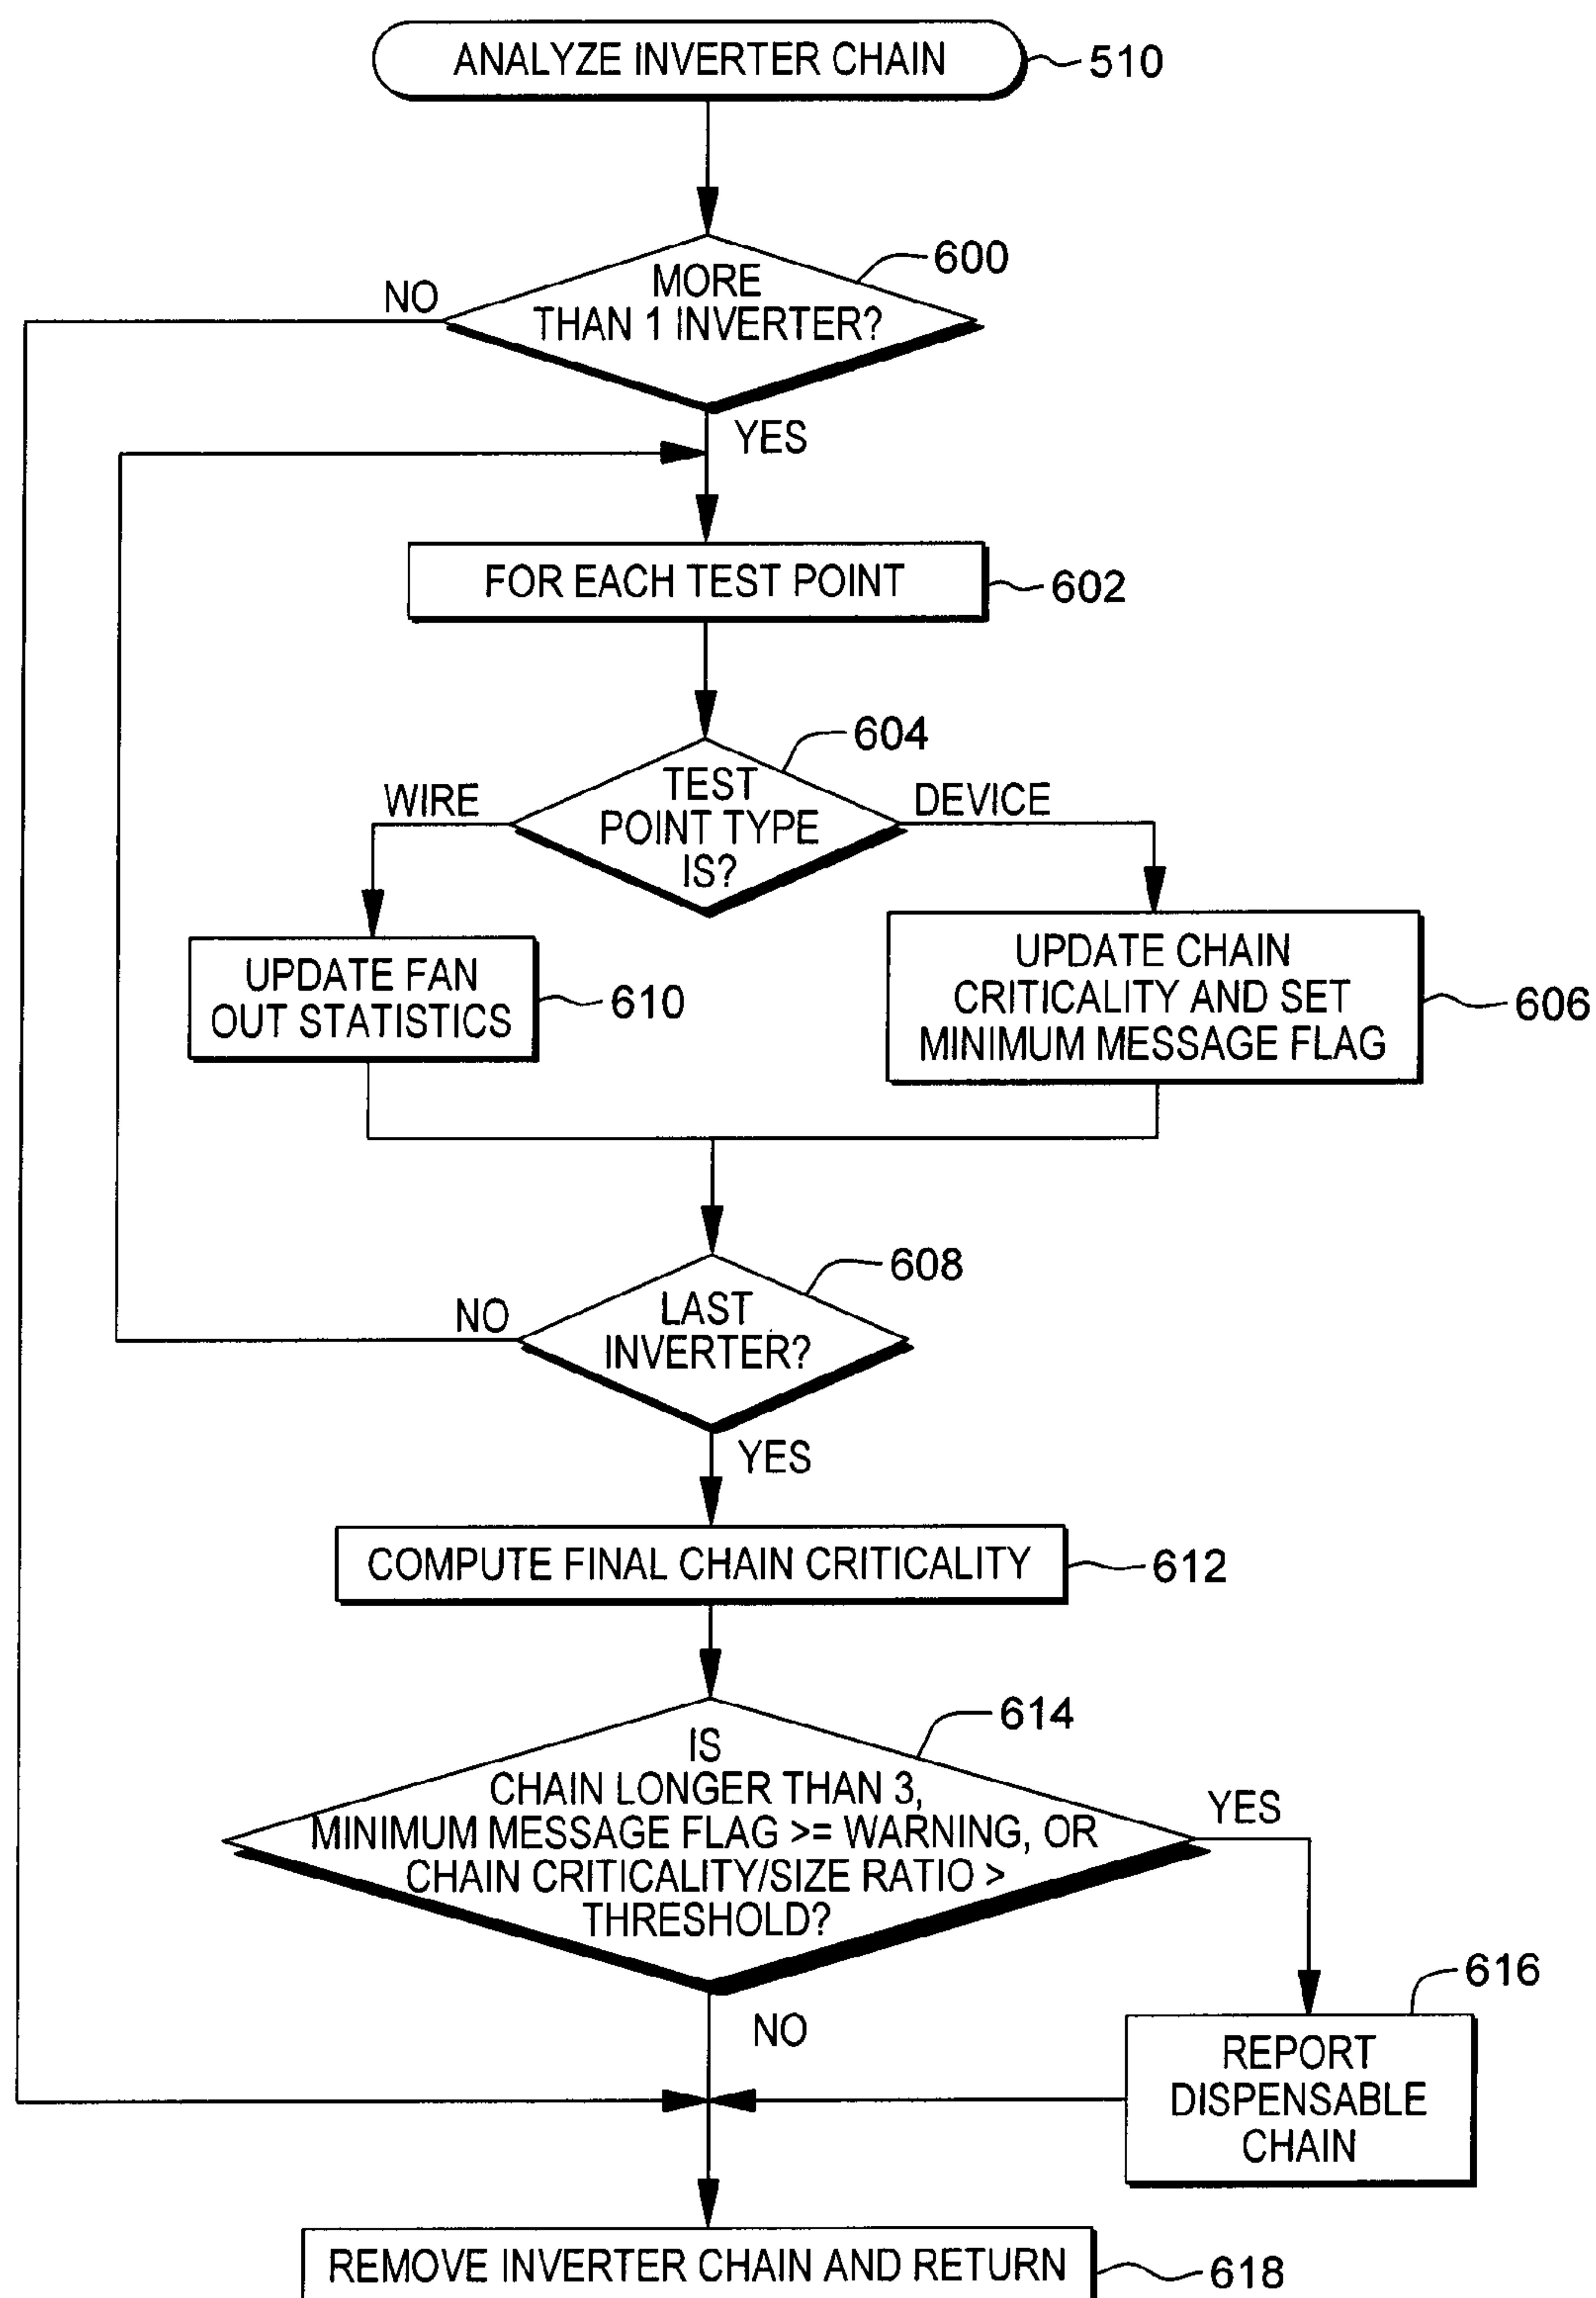 ANALYZE INVERTER CHAIN
510
MORE
THAN 1 INVERTER?
600
NO
YES
FOR EACH TEST POINT
602
TEST
POINT TYPE
IS?
604
WIRE
DEVICE
UPDATE FAN
OUT STATISTICS
610
UPDATE CHAIN
CRITICALITY AND SET
MINIMUM MESSAGE FLAG
606
LAST
INVERTER?
608
NO
YES
COMPUTE FINAL CHAIN CRITICALITY
612
IS
CHAIN LONGER THAN 3,
MINIMUM MESSAGE FLAG >= WARNING, OR
CHAIN CRITICALITY/SIZE RATIO >
THRESHOLD?
614
YES
NO
REPORT
DISPENSABLE
CHAIN
616
REMOVE INVERTER CHAIN AND RETURN
618